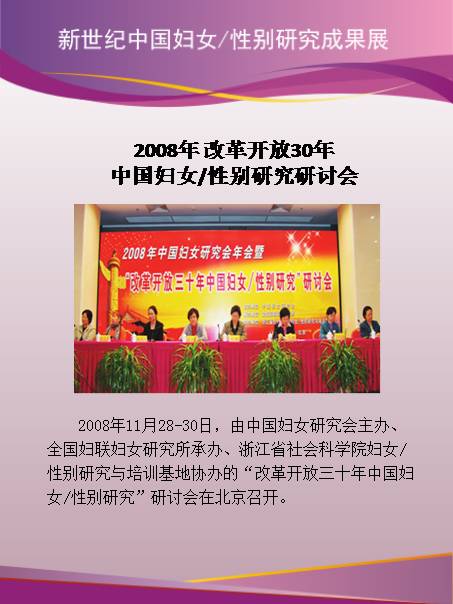 新世纪中国妇女/性别研究成果展
2008年 改革开放30年
中国妇女/性别研究研讨会
2008年中国妇女研究会年会暨
“改革开放三十年中国妇女/性别研究”研讨会
2008年11月28-30日，由中国妇女研究会主办、
全国妇联妇女研究所承办、浙江省社会科学院妇女/
性别研究与培训基地协办的“改革开放三十年中国妇
女/性别研究”研讨会在北京召开。